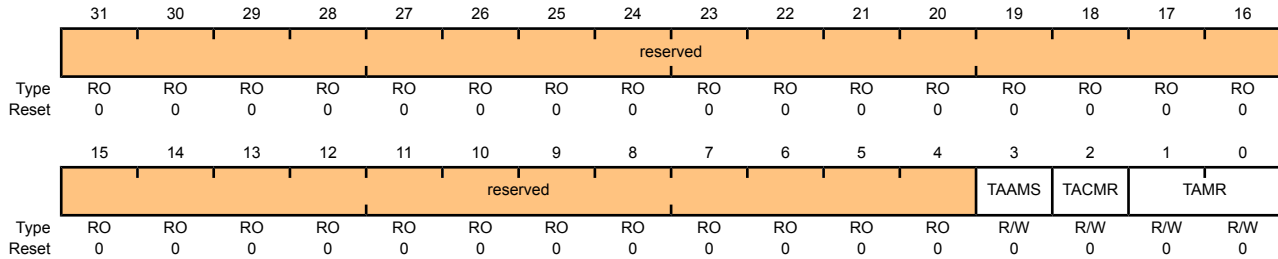 31 30 29 28 27 26 25 24 23 22 21 20 19 18 17 16
reserved
Type RO RO RO RO RO RO RO RO RO RO RO RO RO RO RO RO
Reset 0 0 0 0 0 0 0 0 0 0 0 0 0 0 0 0
15 14 13 12 11 10 9 8 7 6 5 4 3 2 1 0
reserved TAAMS TACMR TAMR
Type RO RO RO RO RO RO RO RO RO RO RO RO R/W R/W R/W R/W
Reset 0 0 0 0 0 0 0 0 0 0 0 0 0 0 0 0